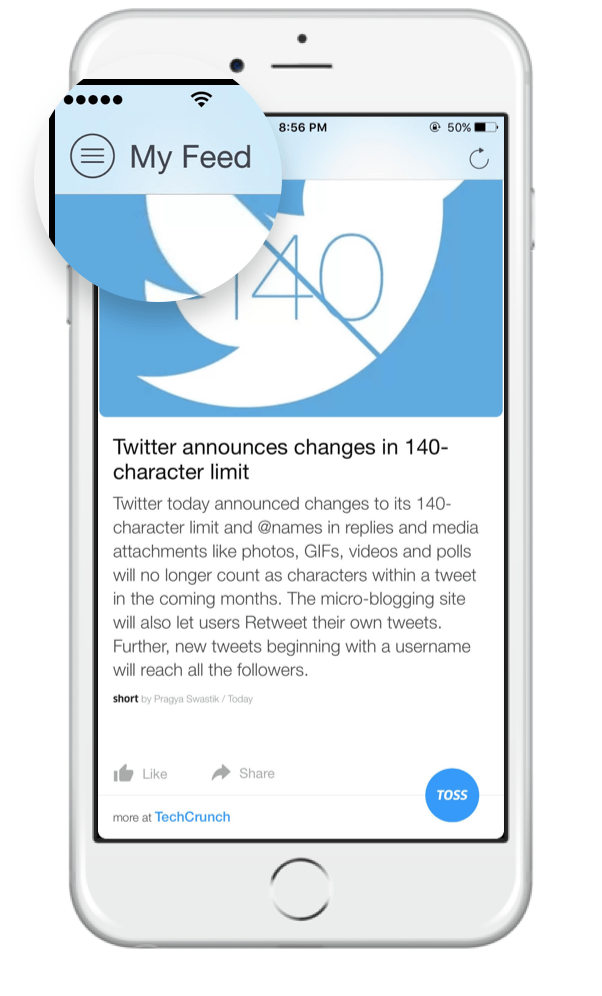 8:56 PM
50%
My Feed
140
Twitter announces changes in 140-
character limit
Twitter today announced changes to its 140-
character limit and @names in replies and media
attachments like photos, GIFs, videos and polls
will no longer count as characters within a tweet
in the coming months. The micro-blogging site
will also let users Retweet their own tweets.
Further, new tweets beginning with a username
will reach all the followers.
short by Pragya Swastik / Today
Like Share
TOSS
more at TechCrunch